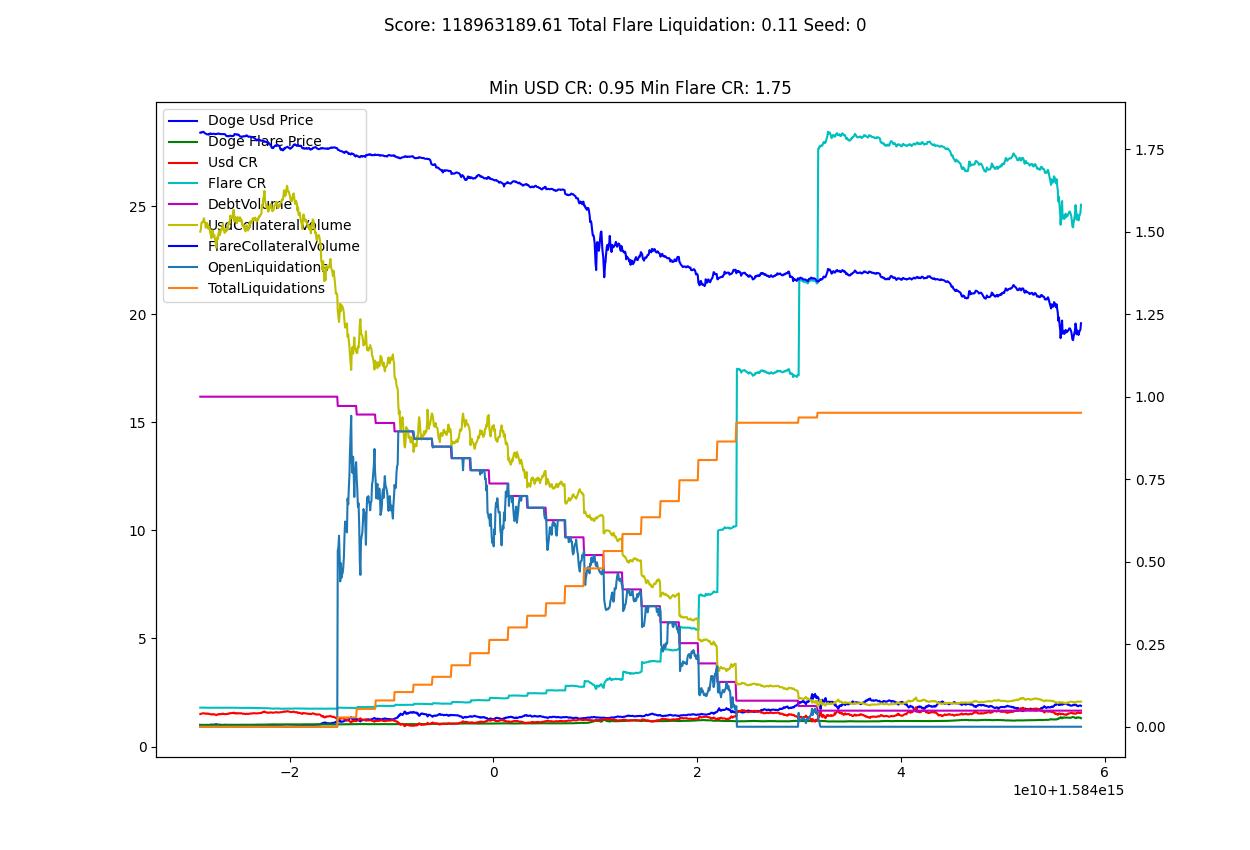 Score: 118963189.61 Total Flare Liquidation: 0.11 Seed: 0
Min USD CR: 0.95 Min Flare CR: 1.75
Doge Usd Price
Doge Flare Price
Usd CR
Flare CR
DebtVolume
UsdCollateralVolume
FlareCollateralVolume
OpenLiquidations
TotalLiquidations
25
20
15
10
5
0
1.75
1.50
1.25
1.00
0.75
0.50
0.25
0.00
−2 0 2 4 6
1e10+1.584e15